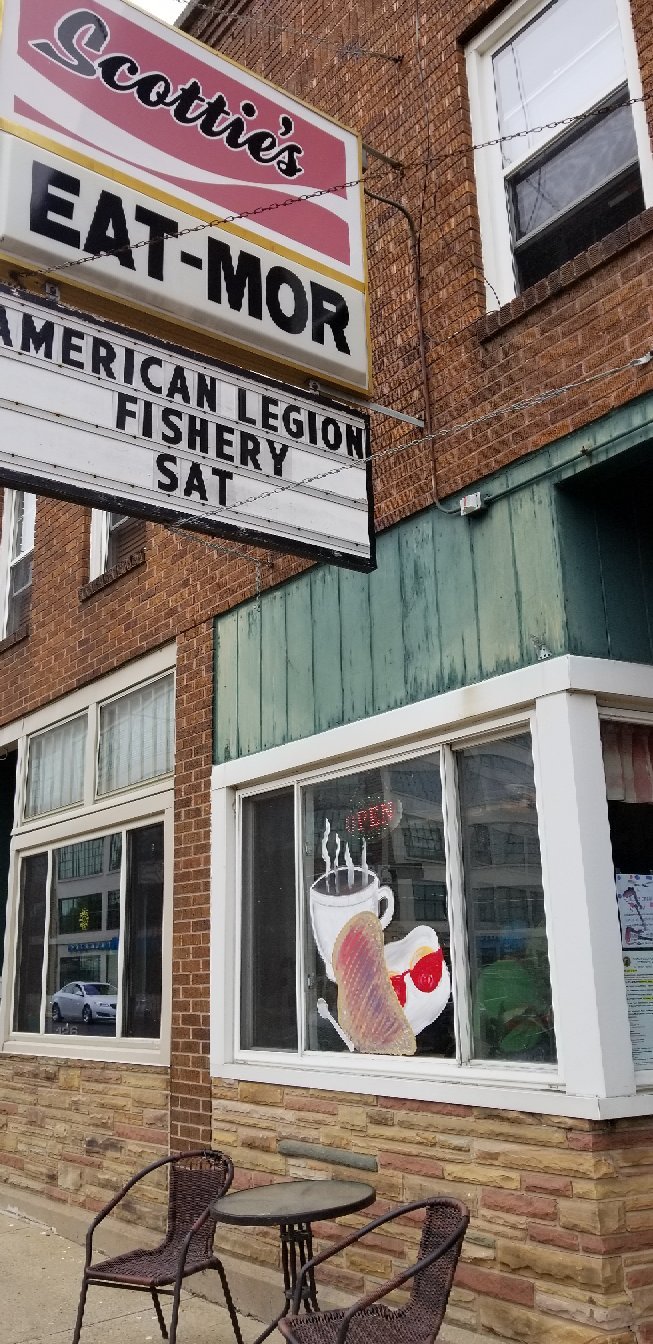 Scottie's
EAT-MOR
AMERICAN LEGION
FISHERY
SAT
OPEN